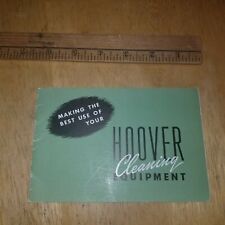 MAKING THE
BEST USE OF
YOUR
HOOVER
Cleaning
EQUIPMENT